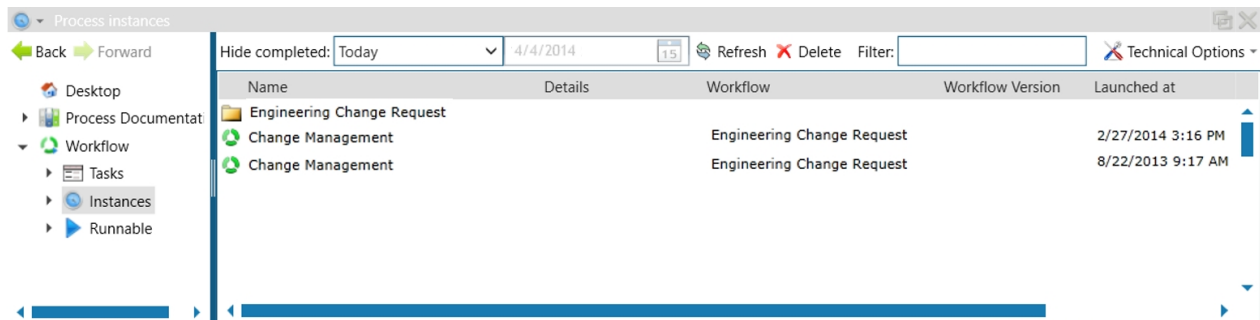 Process instances
Back Forward
Hide completed: Today 4/4/2014 15 Refresh Delete Filter: Technical Options
Desktop
Process Documentati
Workflow
Tasks
Instances
Runnable
Name Details Workflow Workflow Version Launched at
Engineering Change Request
Change Management Engineering Change Request 2/27/2014 3:16 PM
Change Management Engineering Change Request 8/22/2013 9:17 AM